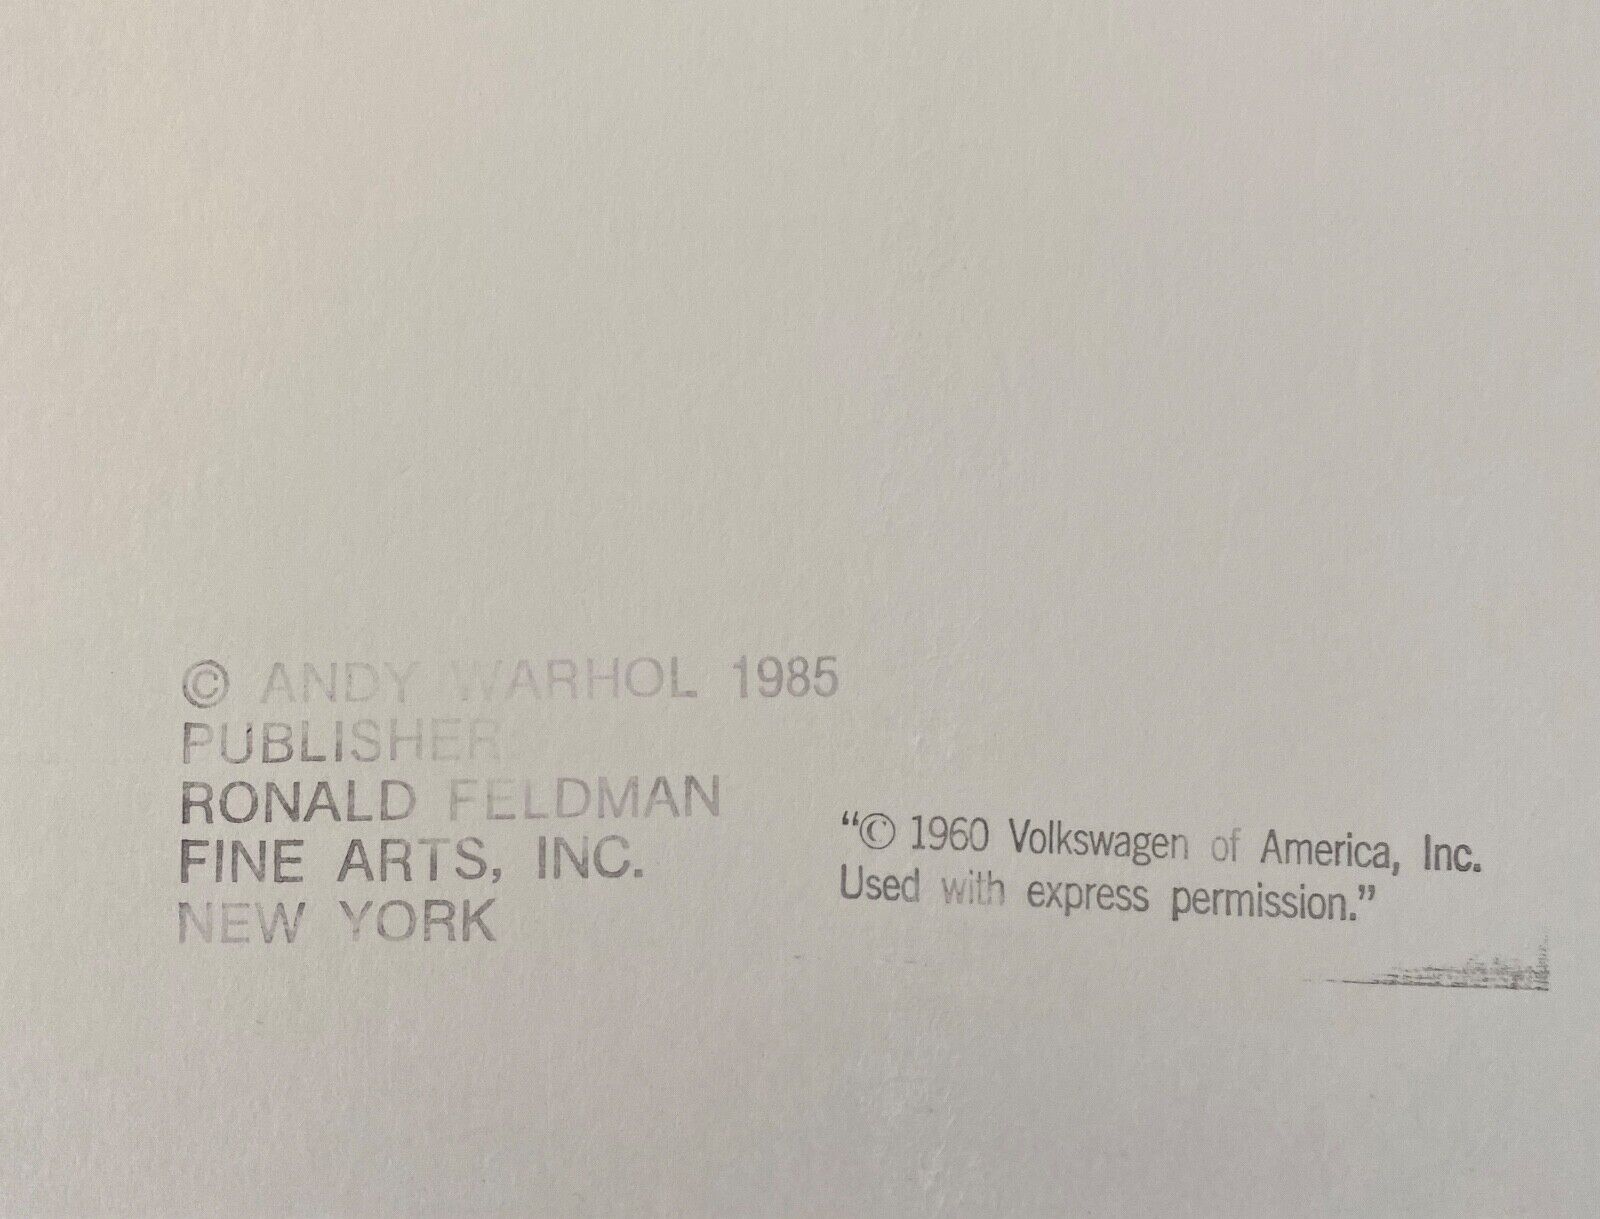 © ANDY WARHOL 1985
PUBLISHER
RONALD FELDMAN
FINE ARTS, INC.
NEW YORK
“© 1960 Volkswagen of America, Inc.
Used with express permission.”